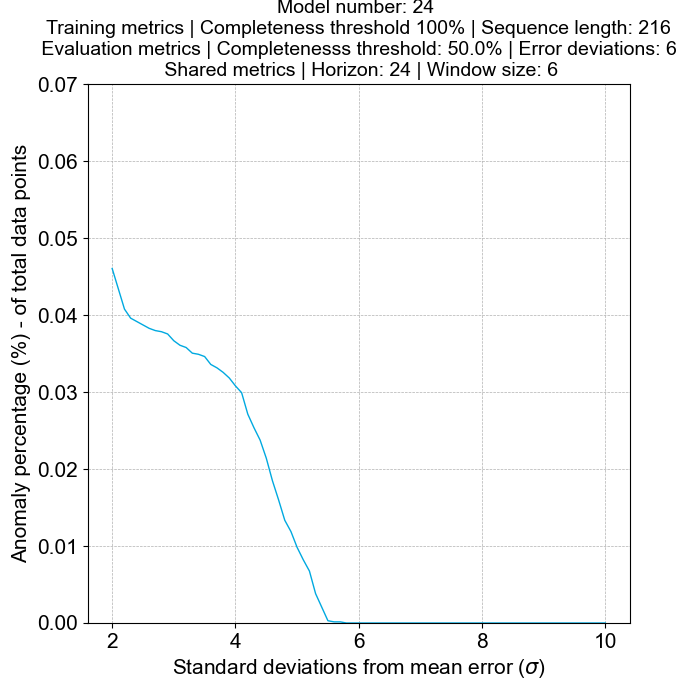 Model number: 24
Training metrics | Completeness threshold 100% | Sequence length: 216
Evaluation metrics | Completenesss threshold: 50.0% | Error deviations: 6
Shared metrics | Horizon: 24 | Window size: 6
0.07
0.06
0.05
0.04
0.03
0.02
0.01
0.00
Anomaly percentage (%) - of total data points
2 4 6 8 10
Standard deviations from mean error (σ)